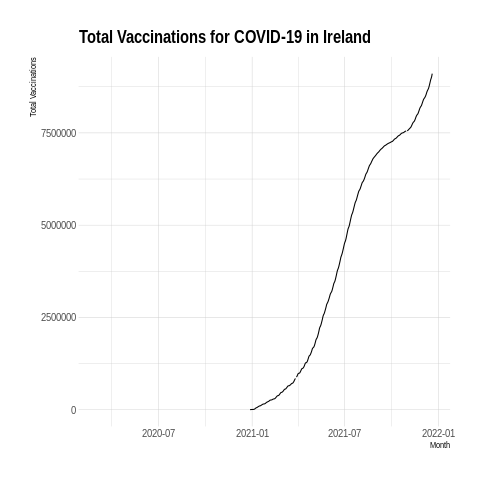 Total Vaccinations for COVID-19 in Ireland
Total Vaccinations
7500000
5000000
2500000
0
2020-07
2021-01
2021-07
2022-01
Month